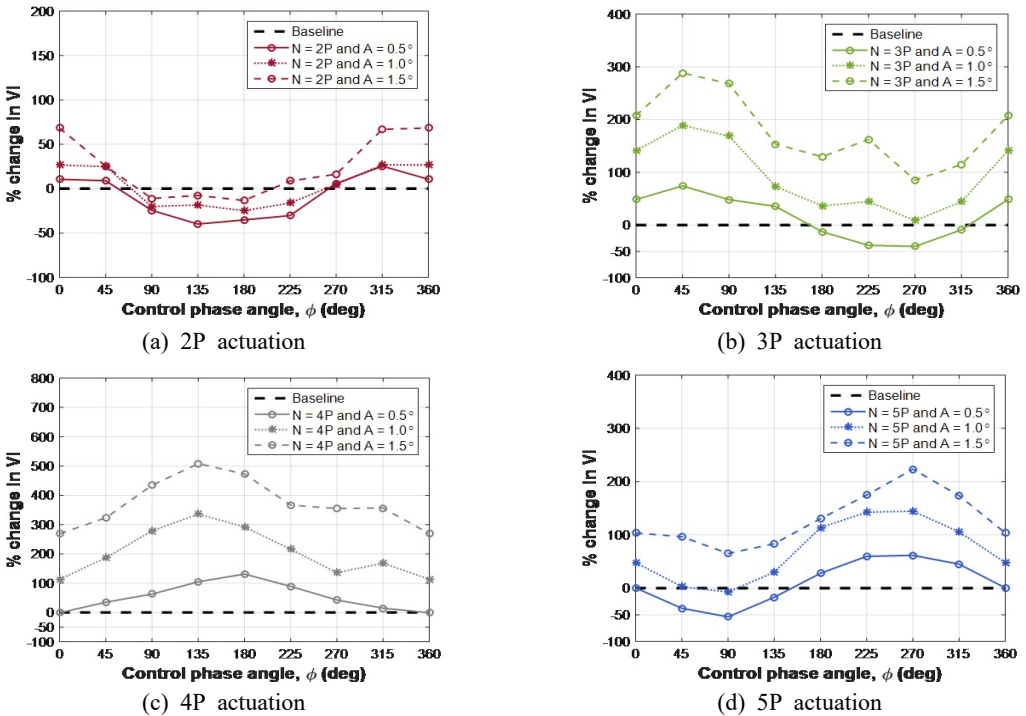 200
150
100
50
0
-50
-100
% change in VI
Baseline
N = 2P and A = 0.5°
N = 2P and A = 1.0°
N = 2P and A = 1.5°
0 45 90 135 180 225 270 315 360
Control phase angle, ϕ (deg)
(a) 2P actuation
400
300
200
100
0
-50
-100
% change in VI
Baseline
N = 3P and A = 0.5°
N = 3P and A = 1.0°
N = 3P and A = 1.5°
0 45 90 135 180 225 270 315 360
Control phase angle, ϕ (deg)
(b) 3P actuation
800
700
600
500
400
300
200
100
0
-50
-100
% change in VI
Baseline
N = 4P and A = 0.5°
N = 4P and A = 1.0°
N = 4P and A = 1.5°
0 45 90 135 180 225 270 315 360
Control phase angle, ϕ (deg)
(c) 4P actuation
400
300
200
100
0
-50
-100
% change in VI
Baseline
N = 5P and A = 0.5°
N = 5P and A = 1.0°
N = 5P and A = 1.5°
0 45 90 135 180 225 270 315 360
Control phase angle, ϕ (deg)
(d) 5P actuation